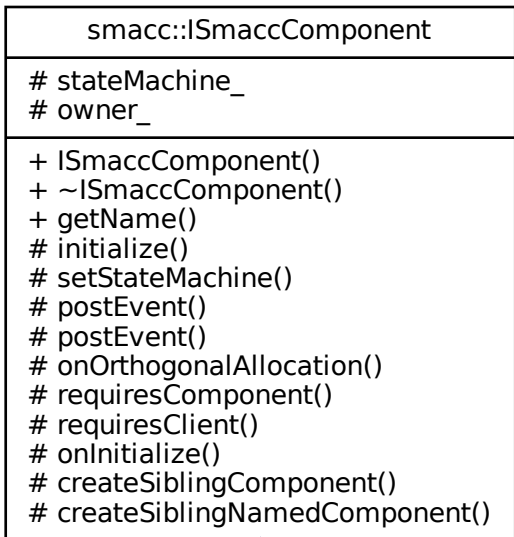 smacc::ISmaccComponent
# stateMachine_
# owner_
+ ISmaccComponent()
+ ~ISmaccComponent()
+ getName()
# initialize()
# setStateMachine()
# postEvent()
# postEvent()
# onOrthogonalAllocation()
# requiresComponent()
# requiresClient()
# onInitialize()
# createSiblingComponent()
# createSiblingNamedComponent()